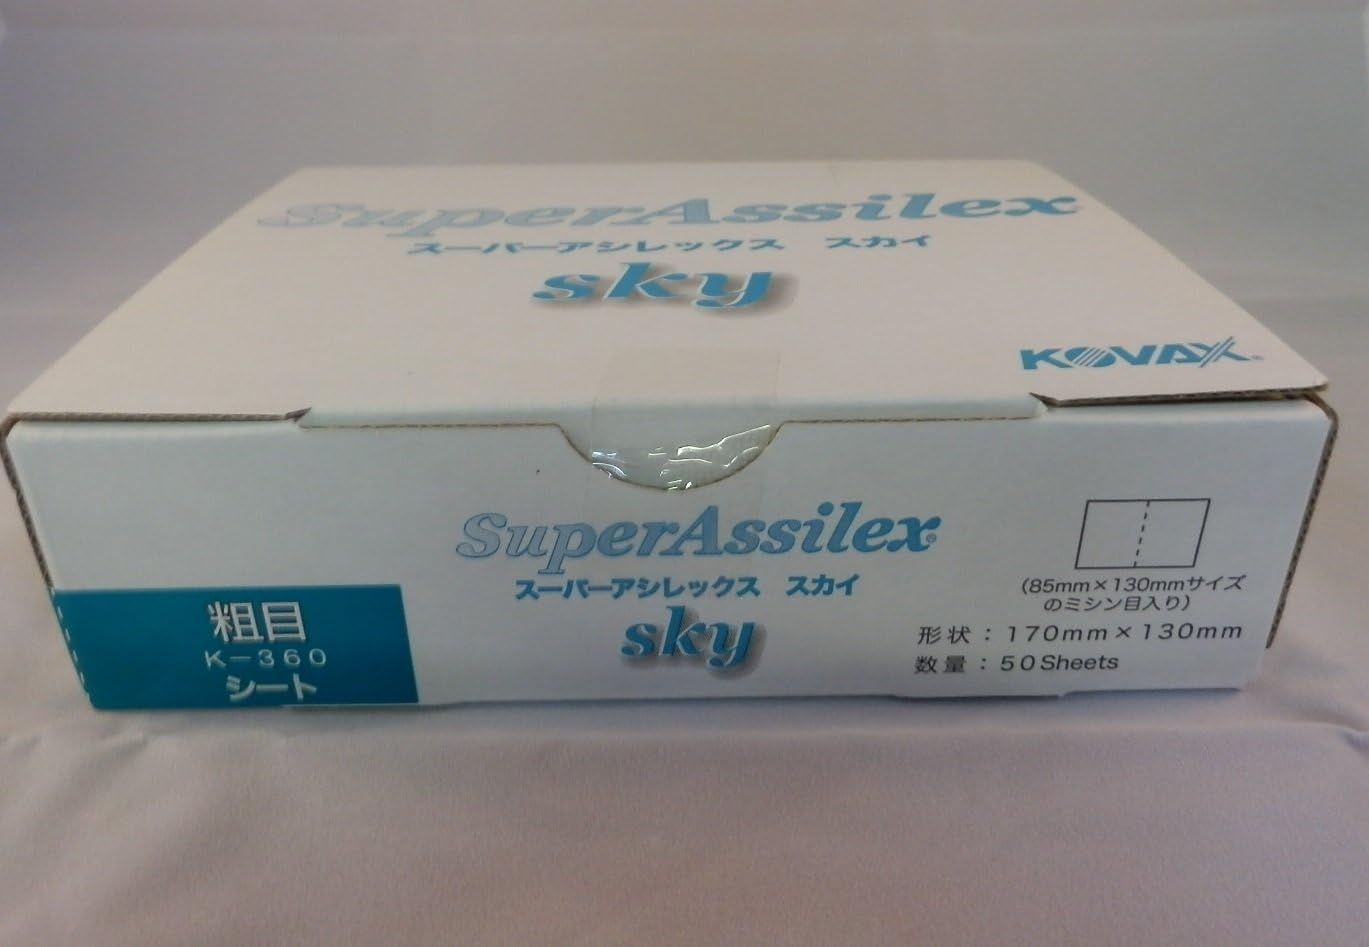 SuperAssilex
スーパーアシレックス スカイ
sky
KOVAX®
SuperAssilex®
スーパーアシレックス スカイ
sky
粗目
K-360
シート
(85mm×130mmサイズ
のミシン目入り)
形状：170mm×130mm
数量：50Sheets